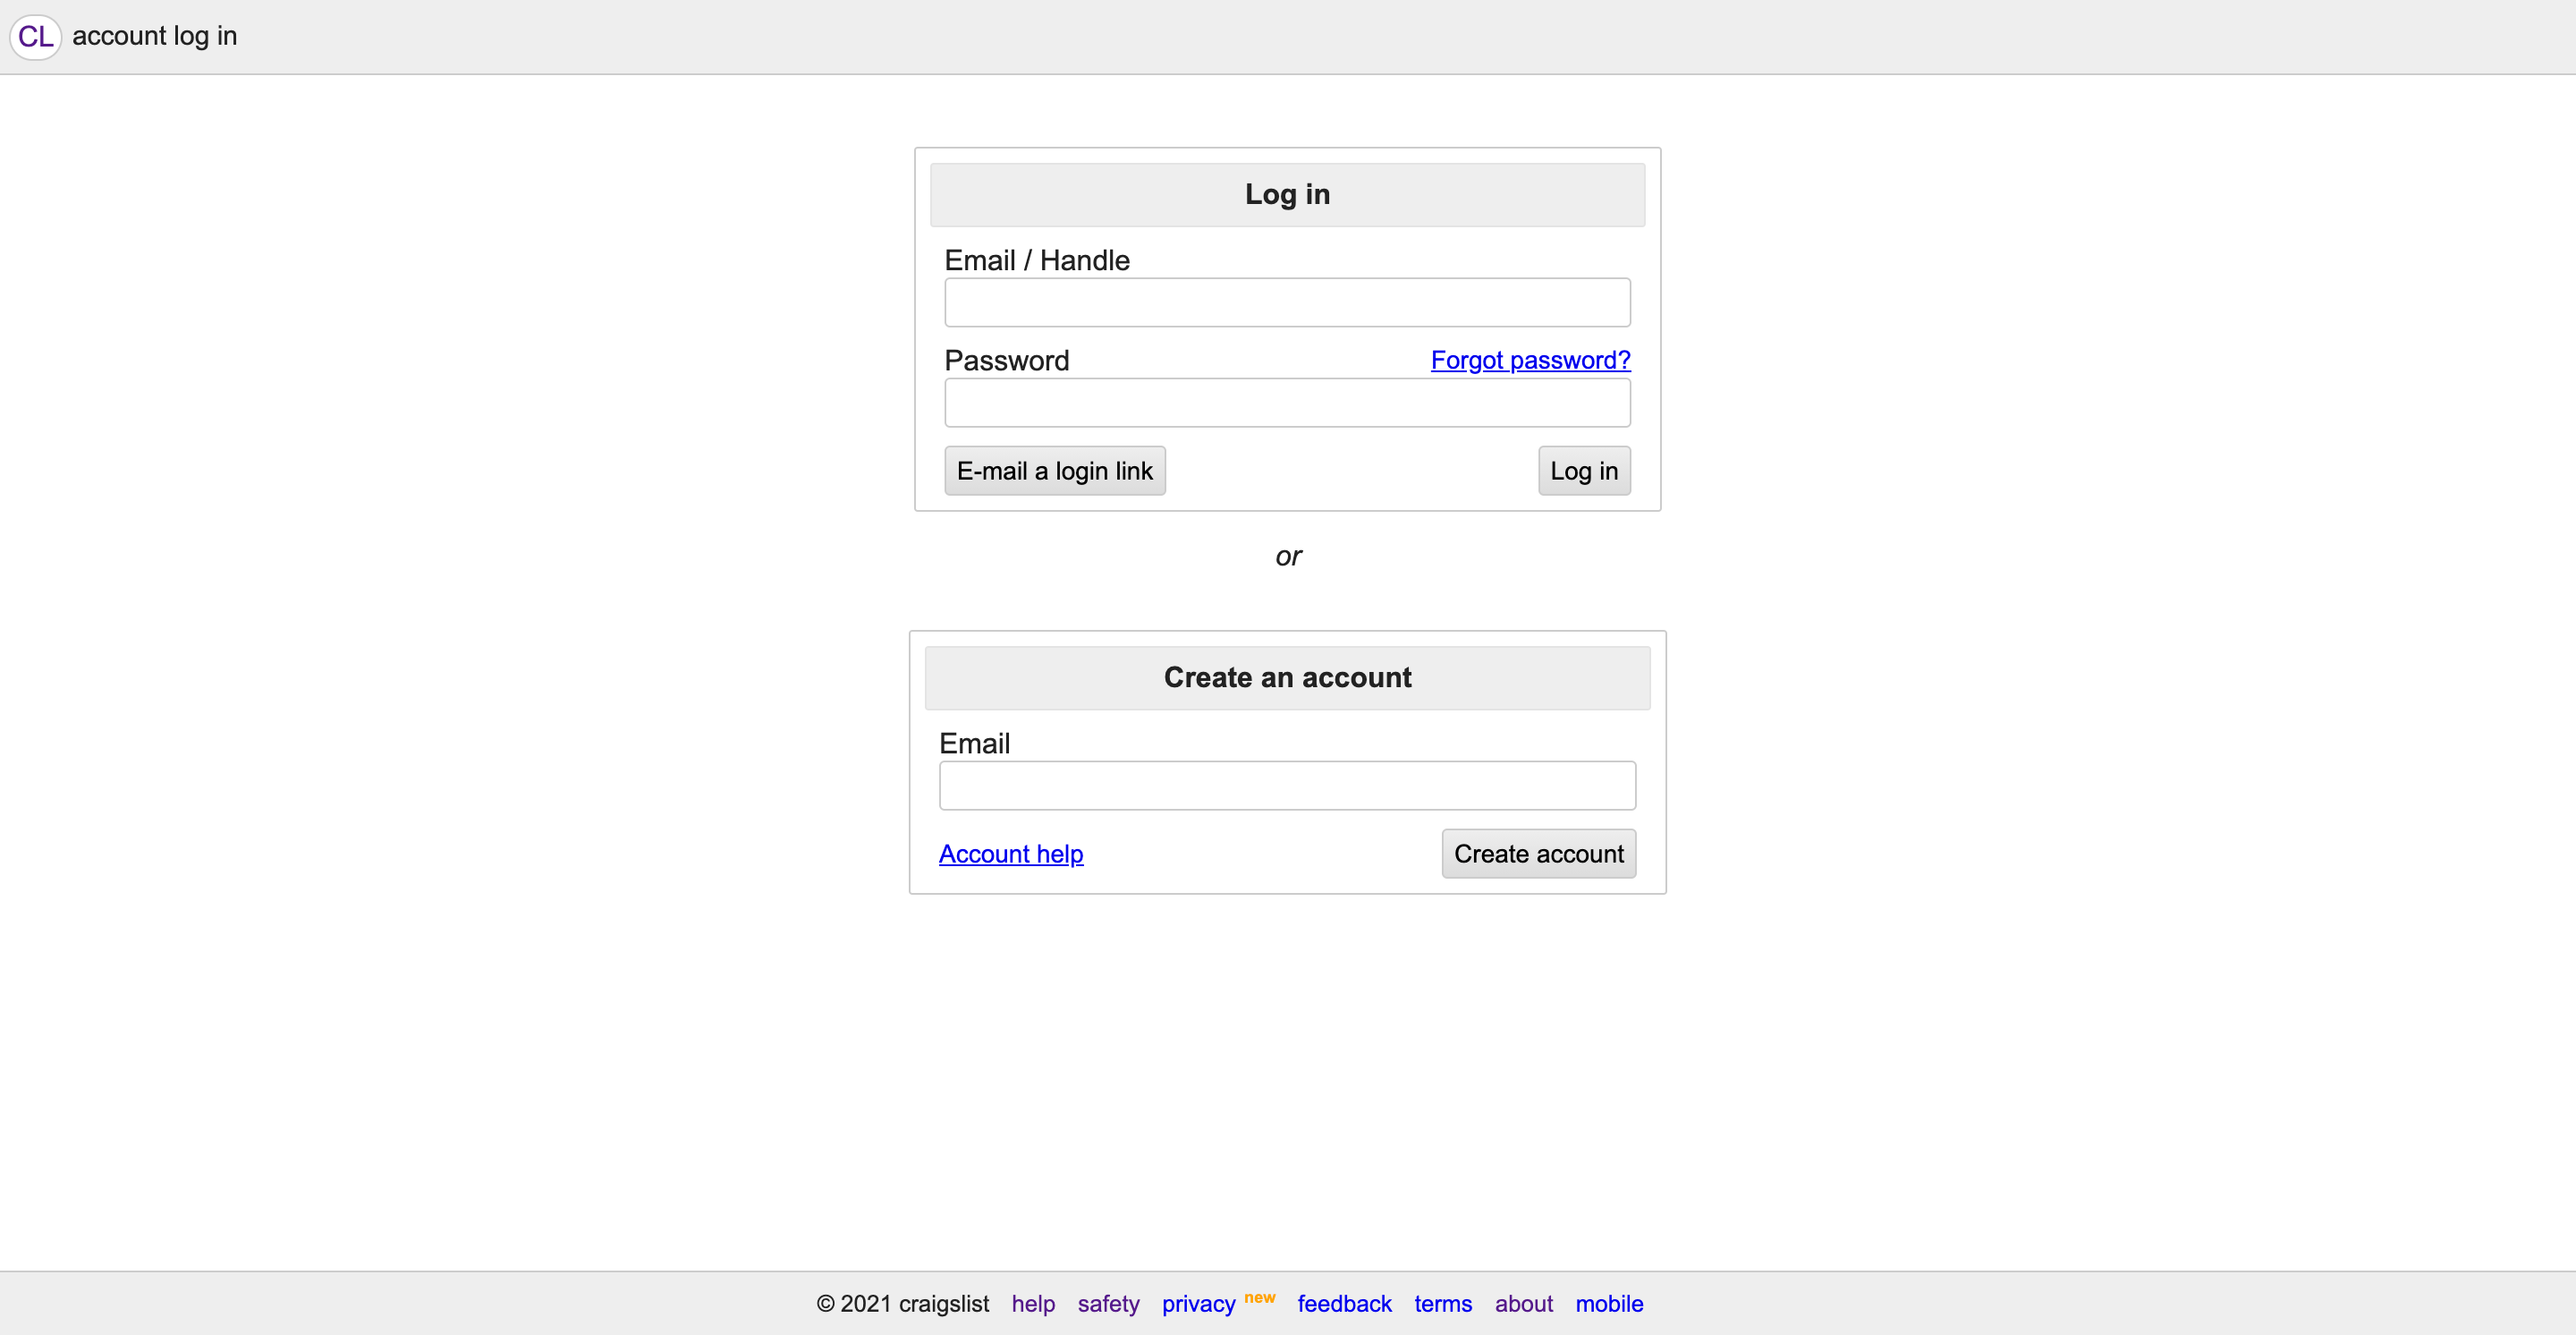 CL account log in
Log in
Email / Handle
Password Forgot password?
E-mail a login link Log in
or
Create an account
Email
Account help Create account
© 2021 craigslist help safety privacy new feedback terms about mobile